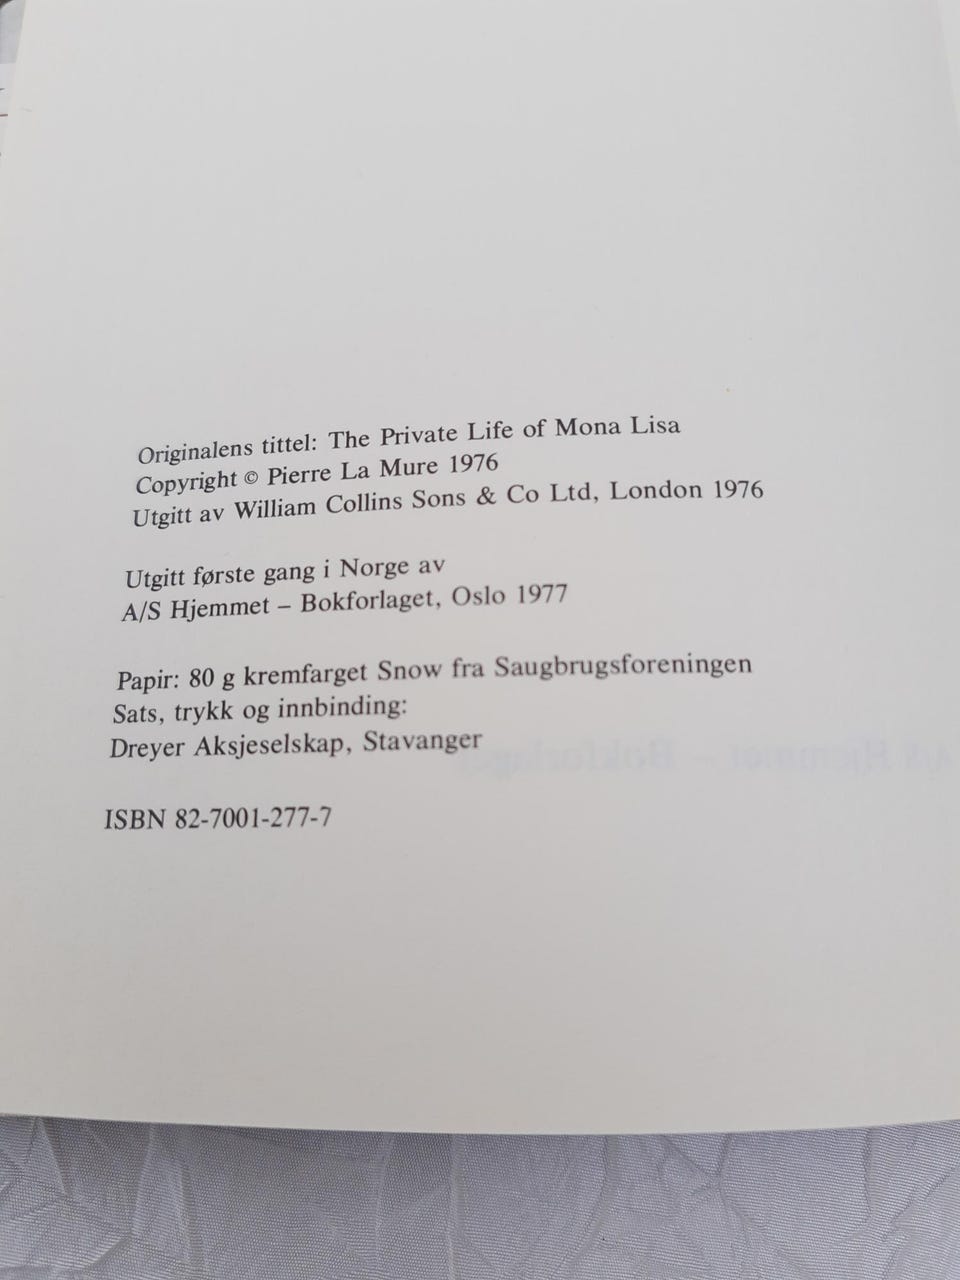 Originalens tittel: The Private Life of Mona Lisa
Copyright © Pierre La Mure 1976
Utgitt av William Collins Sons & Co Ltd, London 1976
Utgitt første gang i Norge av
A/S Hjemmet – Bokforlaget, Oslo 1977
Papir: 80 g kremfarget Snow fra Saugbrugsforeningen
Sats, trykk og innbinding:
Dreyer Aksjeselskap, Stavanger
ISBN 82-7001-277-7